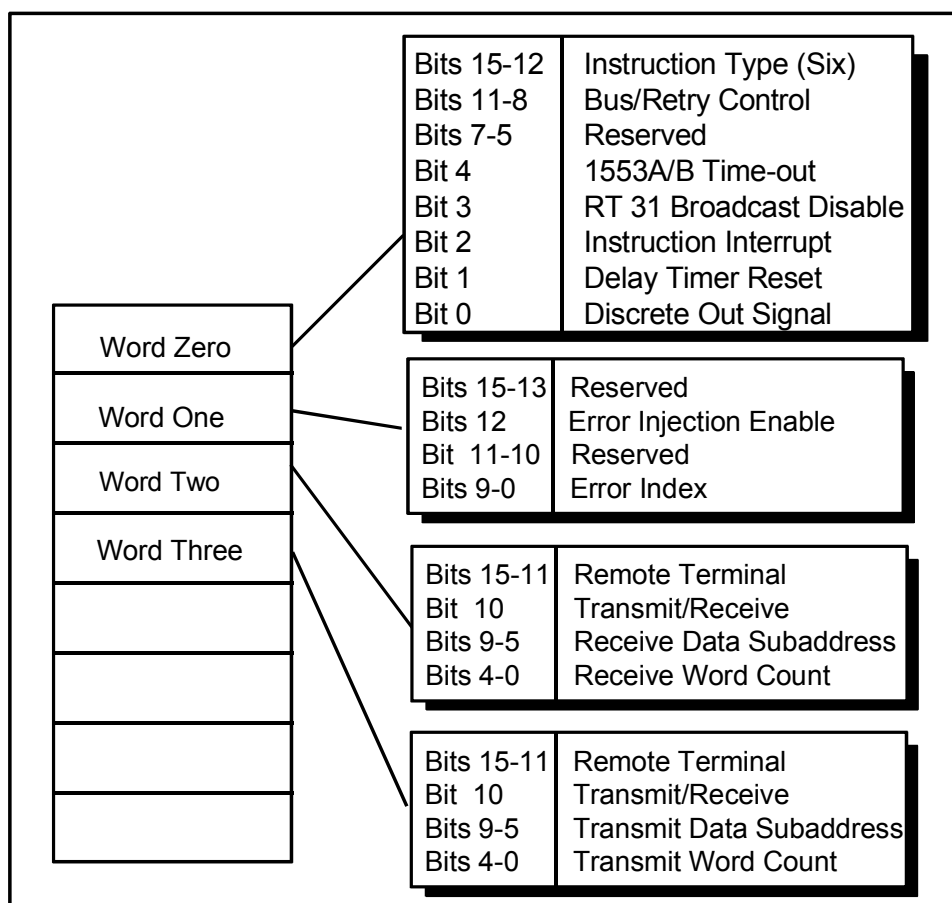 Bits 15-12 Instruction Type (Six)
Bits 11-8 Bus/Retry Control
Bits 7-5 Reserved
Bit 4 1553A/B Time-out
Bit 3 RT 31 Broadcast Disable
Bit 2 Instruction Interrupt
Bit 1 Delay Timer Reset
Bit 0 Discrete Out Signal
Word Zero
Word One
Word Two
Word Three
Bits 15-13 Reserved
Bits 12 Error Injection Enable
Bit 11-10 Reserved
Bits 9-0 Error Index
Bits 15-11 Remote Terminal
Bit 10 Transmit/Receive
Bits 9-5 Receive Data Subaddress
Bits 4-0 Receive Word Count
Bits 15-11 Remote Terminal
Bit 10 Transmit/Receive
Bits 9-5 Transmit Data Subaddress
Bits 4-0 Transmit Word Count